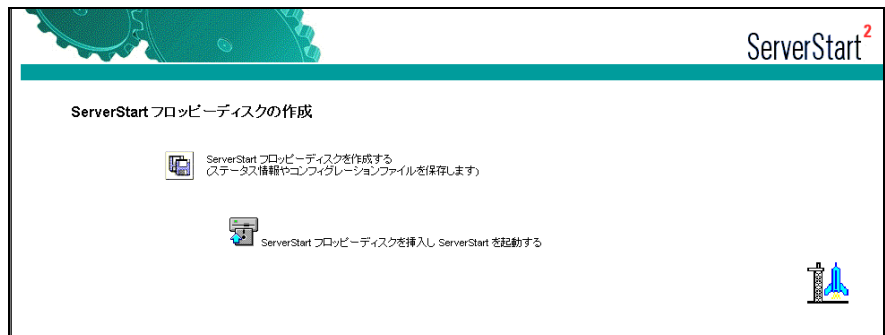 ServerStart²
ServerStart フロッピーディスクの作成
ServerStart フロッピーディスクを作成する
(ステータス情報やコンフィグレーションファイルを保存します)
ServerStart フロッピーディスクを挿入し ServerStart を起動する